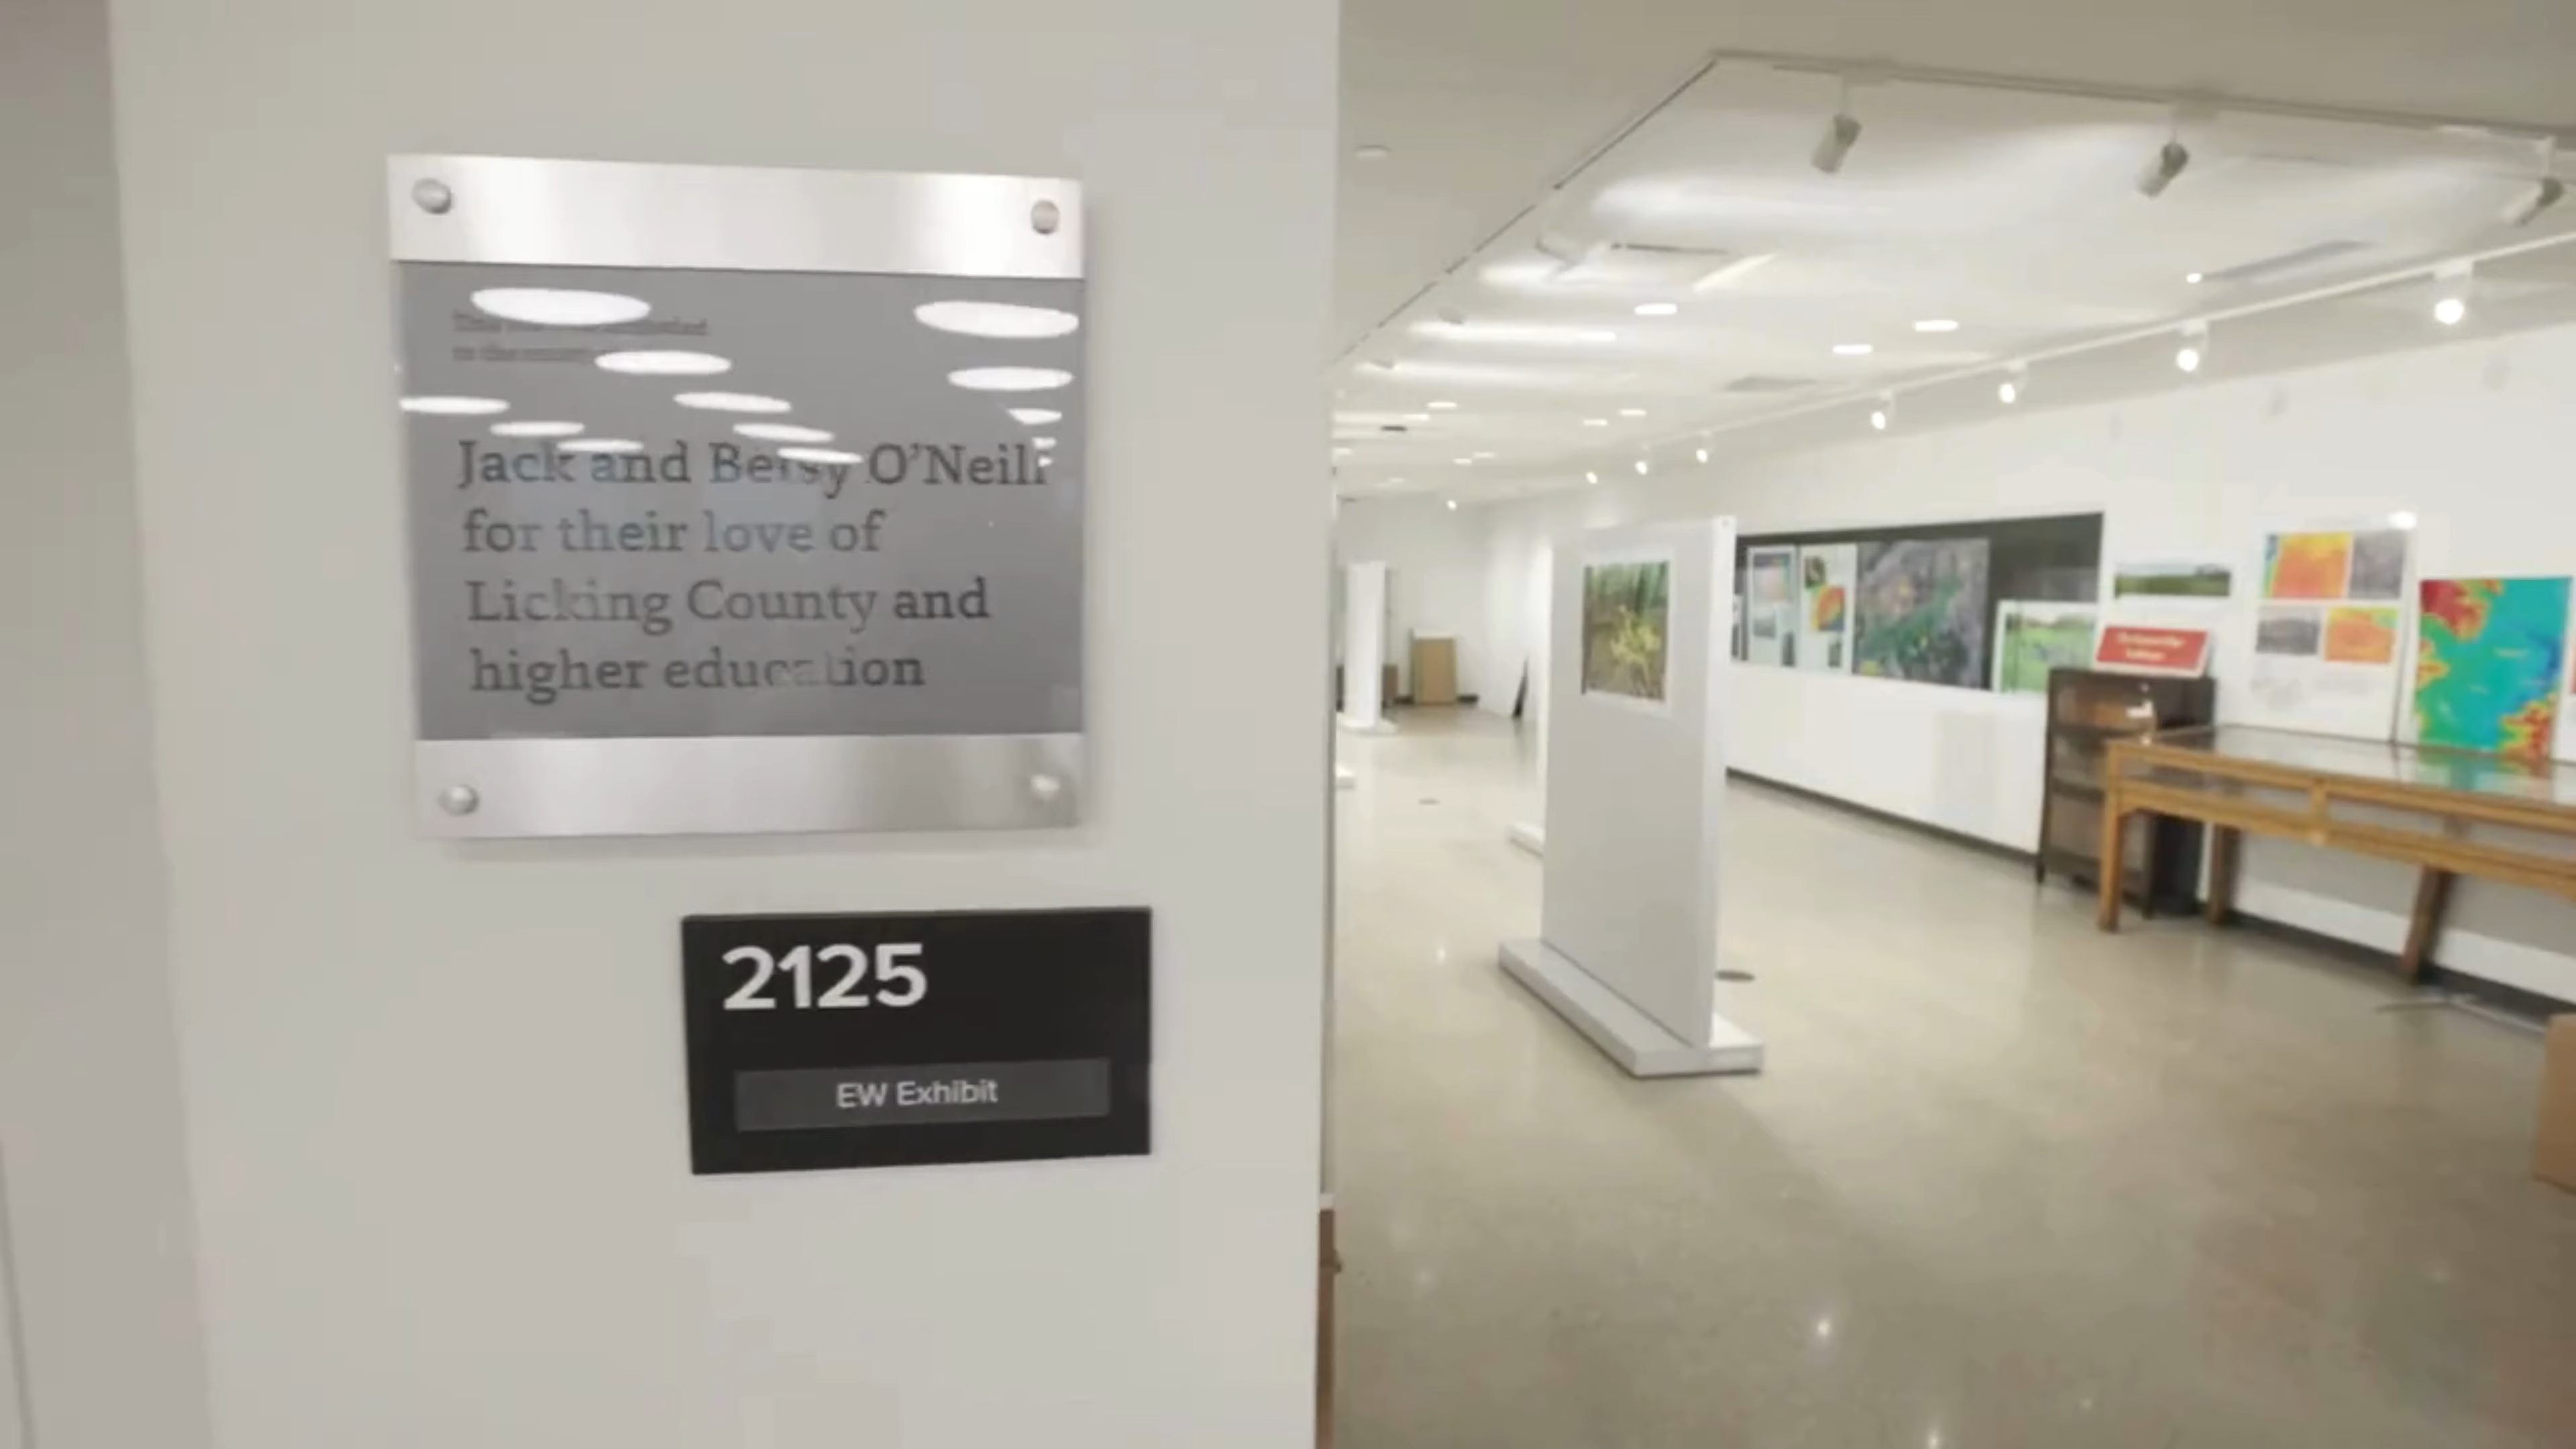 Jack and Betsy O'Neill
for their love of
Licking County and
higher education
2125
EW Exhibit